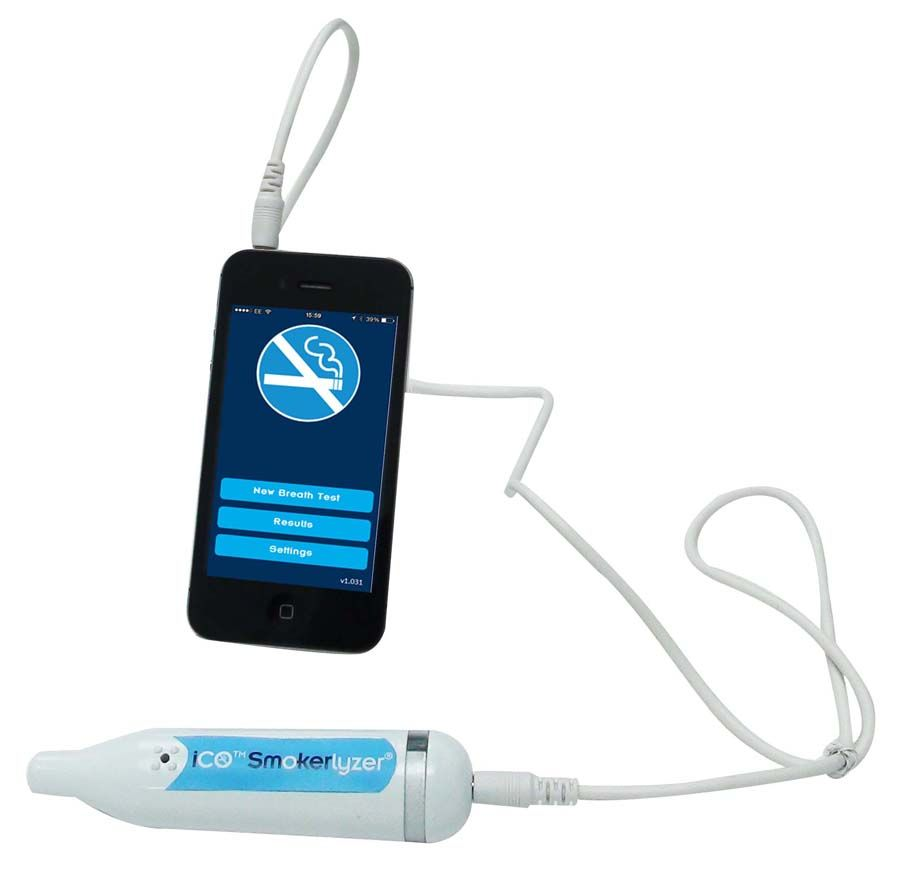 EE 15:59 39%
New Breath Test
Results
Settings
v1.031
iCO™ Smokerlyzer®